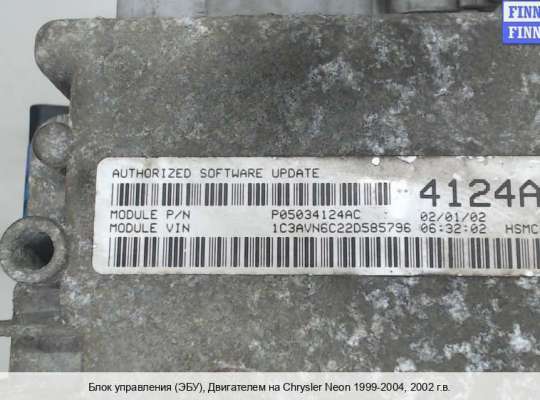 FINN
FINN
AUTHORIZED SOFTWARE UPDATE
4124A
MODULE P/N P05034124AC 02/01/02
MODULE VIN 1C3AVN6C22D585796 06:32:02 HSMC
Блок управления (ЭБУ), Двигателем на Chrysler Neon 1999-2004, 2002 г.в.